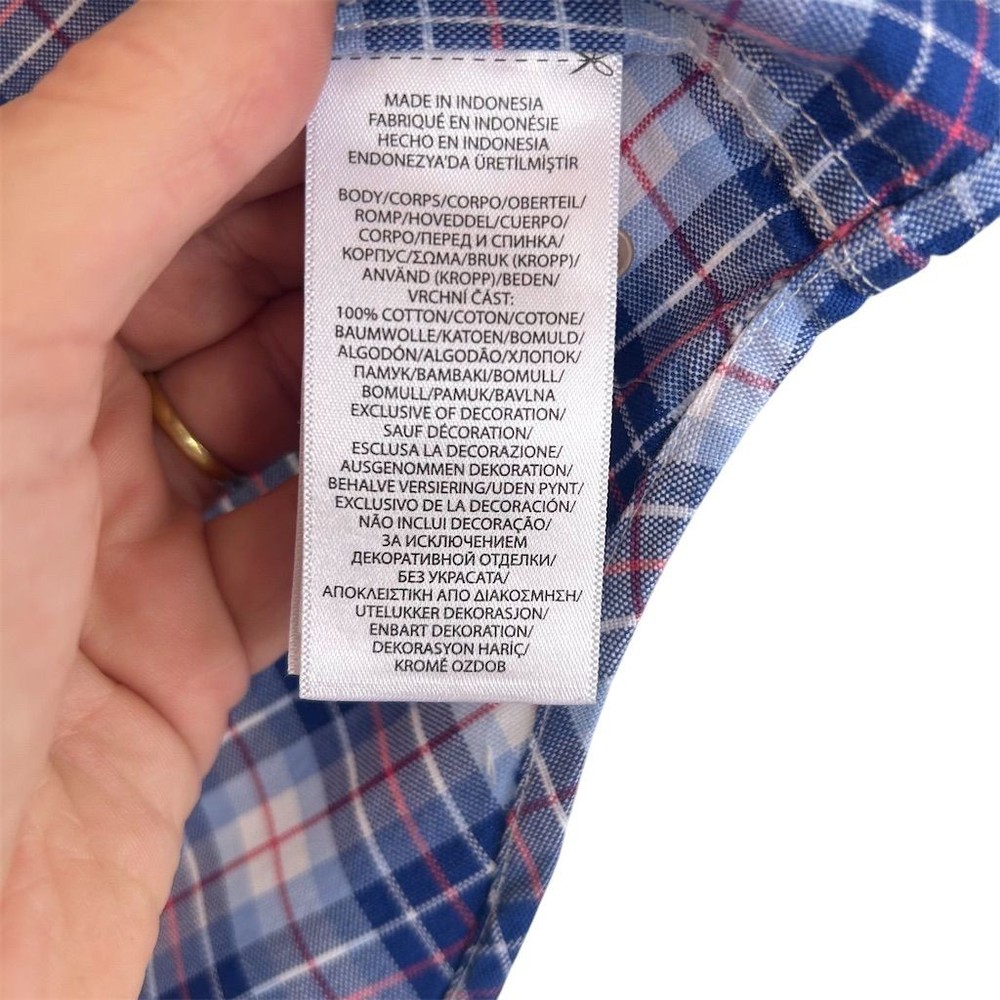 MADE IN INDONESIA
FABRIQUÉ EN INDONÉSIE
HECHO EN INDONESIA
ENDONEZYA'DA ÜRETİLMİŞTİR
BODY/CORPS/CORPO/OBERTEIL/
ROMP/HOVEDDEL/CUERPO/
CORPO/ПЕРЕД И СПИНКА/
КОРПУС/ΣΩΜΑ/BRUK (KROPP)/
ANVÄND (KROPP)/BEDEN/
VRCHNÍ ČÁST:
100% COTTON/COTON/COTONE/
BAUMWOLLE/KATOEN/BOMULD/
ALGODÓN/ALGODÃO/ХЛОПОК/
ПАМУК/BAMBAKI/BOMULL/
BOMULL/PAMUK/BAVLNA
EXCLUSIVE OF DECORATION/
SAUF DÉCORATION/
ESCLUSA LA DECORAZIONE/
AUSGENOMMEN DEKORATION/
BEHALVE VERSIERING/UDEN PYNT/
EXCLUSIVO DE LA DECORACIÓN/
NÃO INCLUI DECORAÇÃO/
ЗА ИСКЛЮЧЕНИЕМ
ДЕКОРАТИВНОЙ ОТДЕЛКИ/
БЕЗ УКРАСАТА/
ΑΠΟΚΛΕΙΣΤΙΚΗ ΑΠΟ ΔΙΑΚΟΣΜΗΣΗ/
UTELUKKER DEKORASJON/
ENBART DEKORATION/
DEKORASYON HARİÇ/
KROMĚ OZDOB